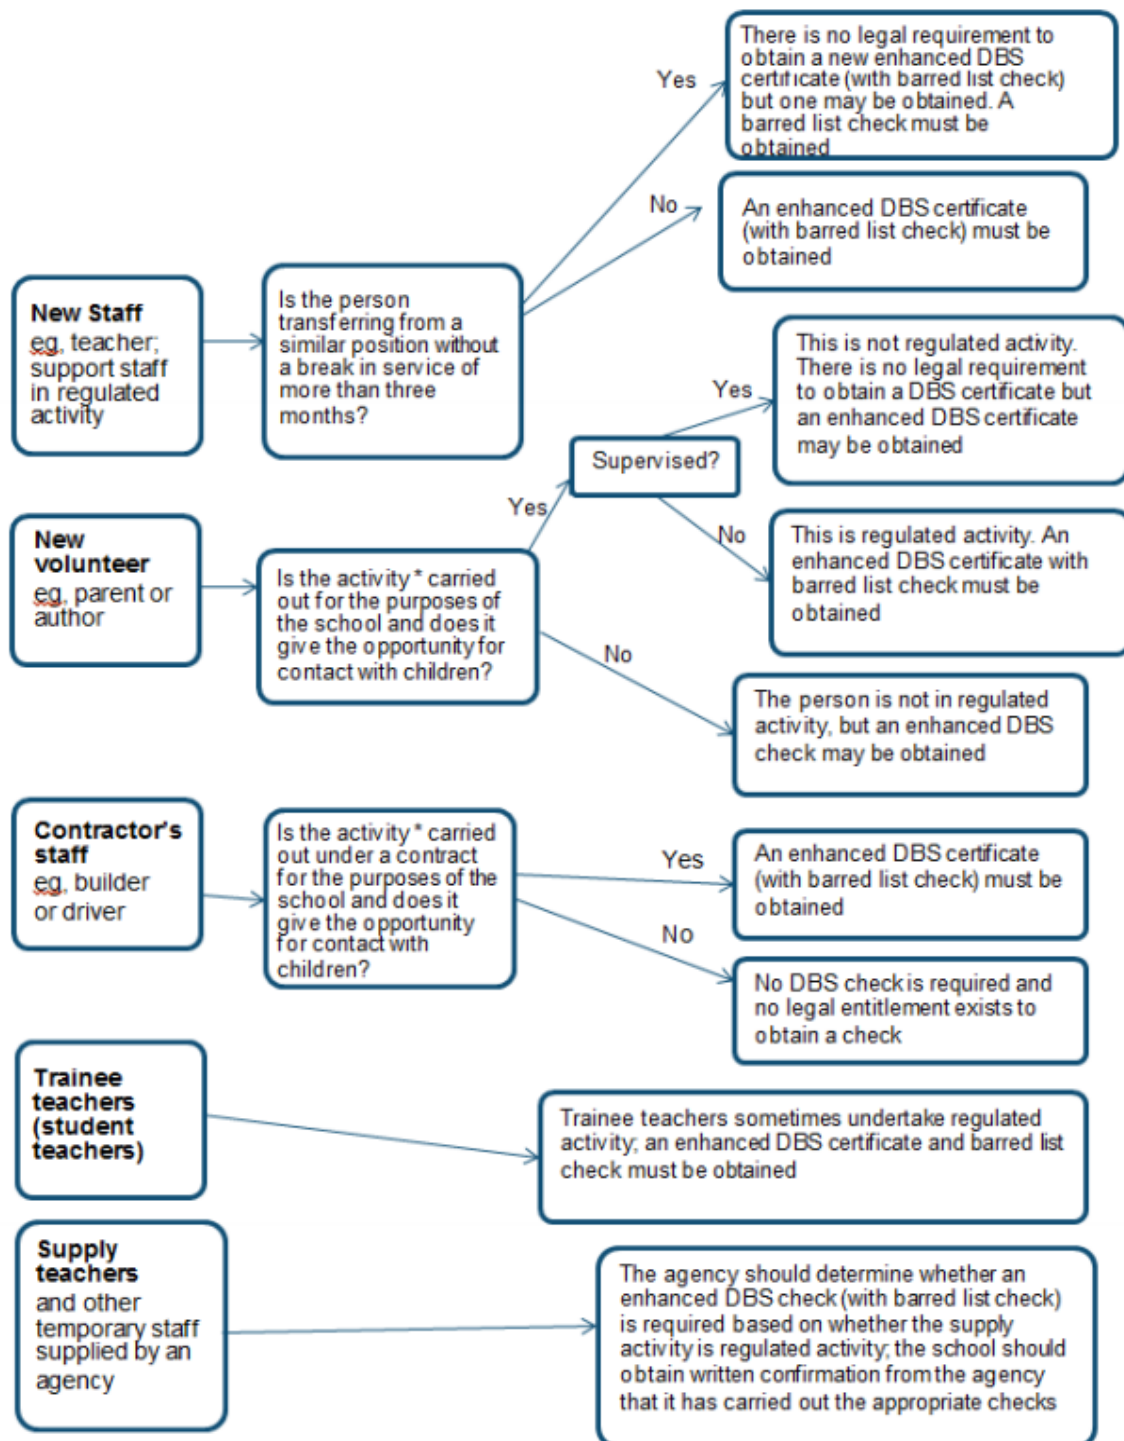 There is no legal requirement to
obtain a new enhanced DBS
certificate (with barred list check)
but one may be obtained. A
barred list check must be
obtained
Yes
No
An enhanced DBS certificate
(with barred list check) must be
obtained
New Staff
eg, teacher;
support staff
in regulated
activity
Is the person
transferring from a
similar position without
a break in service of
more than three
months?
This is not regulated activity.
There is no legal requirement
to obtain a DBS certificate but
an enhanced DBS certificate
may be obtained
Yes
Supervised?
Yes
No
This is regulated activity. An
enhanced DBS certificate with
barred list check must be
obtained
New
volunteer
eg, parent or
author
Is the activity * carried
out for the purposes of
the school and does it
give the opportunity for
contact with children?
No
The person is not in regulated
activity, but an enhanced DBS
check may be obtained
Contractor's
staff
eg, builder
or driver
Is the activity * carried
out under a contract
for the purposes of the
school and does it
give the opportunity
for contact with
children?
Yes
An enhanced DBS certificate
(with barred list check) must be
obtained
No
No DBS check is required and
no legal entitlement exists to
obtain a check
Trainee
teachers
(student
teachers)
Trainee teachers sometimes undertake regulated
activity; an enhanced DBS certificate and barred list
check must be obtained
Supply
teachers
and other
temporary staff
supplied by an
agency
The agency should determine whether an
enhanced DBS check (with barred list check)
is required based on whether the supply
activity is regulated activity; the school should
obtain written confirmation from the agency
that it has carried out the appropriate checks